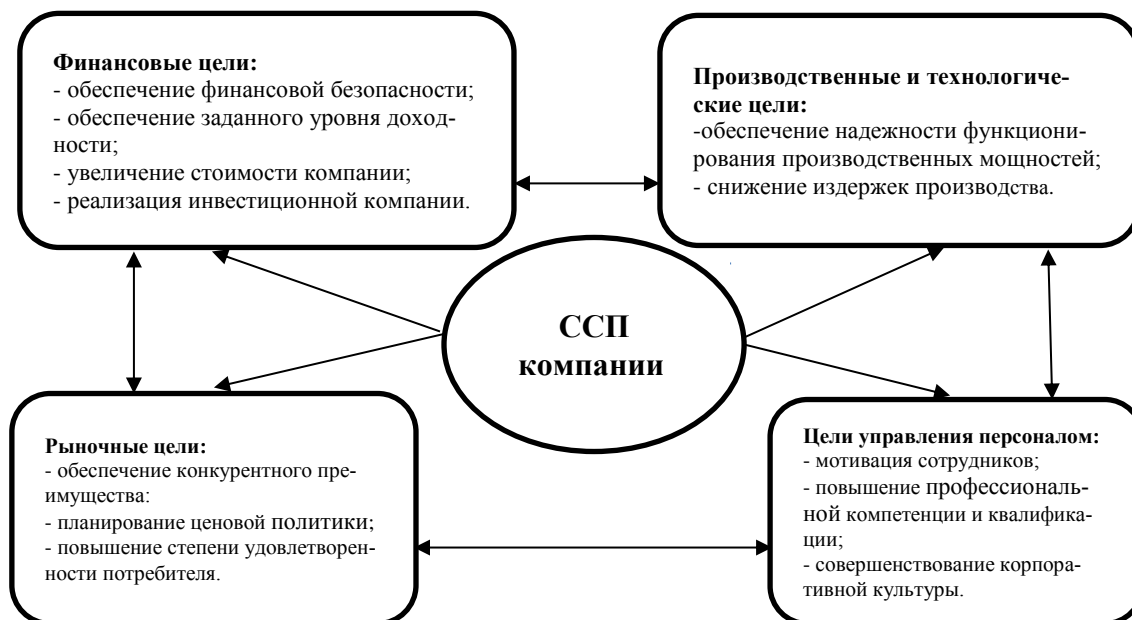 Финансовые цели:
- обеспечение финансовой безопасности;
- обеспечение заданного уровня доход-
ности;
- увеличение стоимости компании;
- реализация инвестиционной компании.
Производственные и технологиче-
ские цели:
-обеспечение надежности функциони-
рования производственных мощностей;
- снижение издержек производства.
ССП
компании
Рыночные цели:
- обеспечение конкурентного пре-
имущества:
- планирование ценовой политики;
- повышение степени удовлетворен-
ности потребителя.
Цели управления персоналом:
- мотивация сотрудников;
- повышение профессиональ-
ной компетенции и квалифика-
ции;
- совершенствование корпора-
тивной культуры.